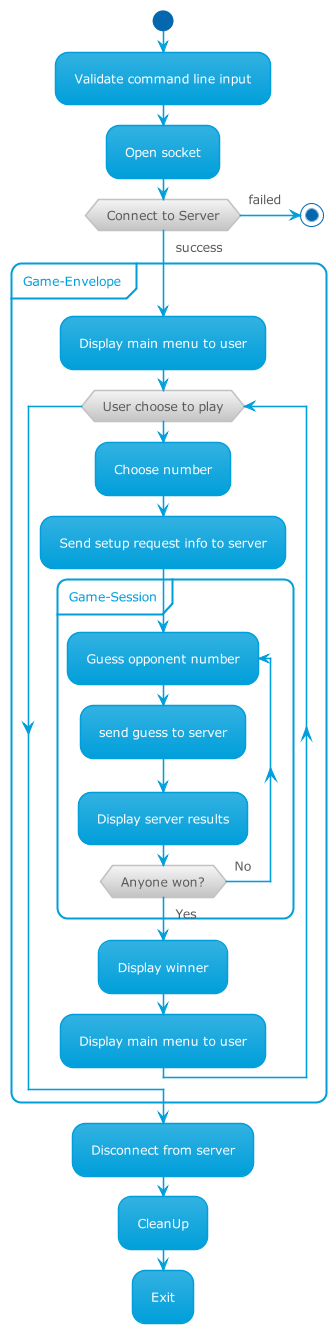 Validate command line input
Open socket
Connect to Server
failed
success
Game-Envelope
Display main menu to user
User choose to play
Choose number
Send setup request info to server
Game-Session
Guess opponent number
send guess to server
Display server results
Anyone won?
No
Yes
Display winner
Display main menu to user
Disconnect from server
CleanUp
Exit